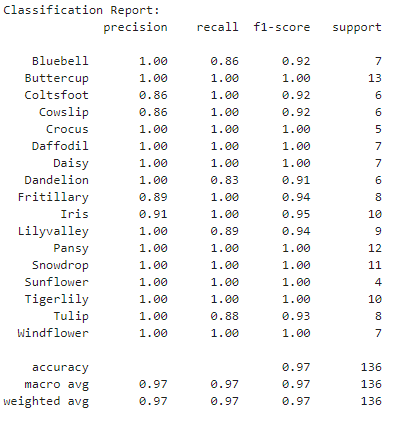 Classification Report:
precision recall f1-score support
Bluebell 1.00 0.86 0.92 7
Buttercup 1.00 1.00 1.00 13
Coltsfoot 0.86 1.00 0.92 6
Cowslip 0.86 1.00 0.92 6
Crocus 1.00 1.00 1.00 5
Daffodil 1.00 1.00 1.00 7
Daisy 1.00 1.00 1.00 7
Dandelion 1.00 0.83 0.91 6
Fritillary 0.89 1.00 0.94 8
Iris 0.91 1.00 0.95 10
Lilyvalley 1.00 0.89 0.94 9
Pansy 1.00 1.00 1.00 12
Snowdrop 1.00 1.00 1.00 11
Sunflower 1.00 1.00 1.00 4
Tigerlily 1.00 1.00 1.00 10
Tulip 1.00 0.88 0.93 8
Windflower 1.00 1.00 1.00 7
accuracy 0.97 136
macro avg 0.97 0.97 0.97 136
weighted avg 0.97 0.97 0.97 136